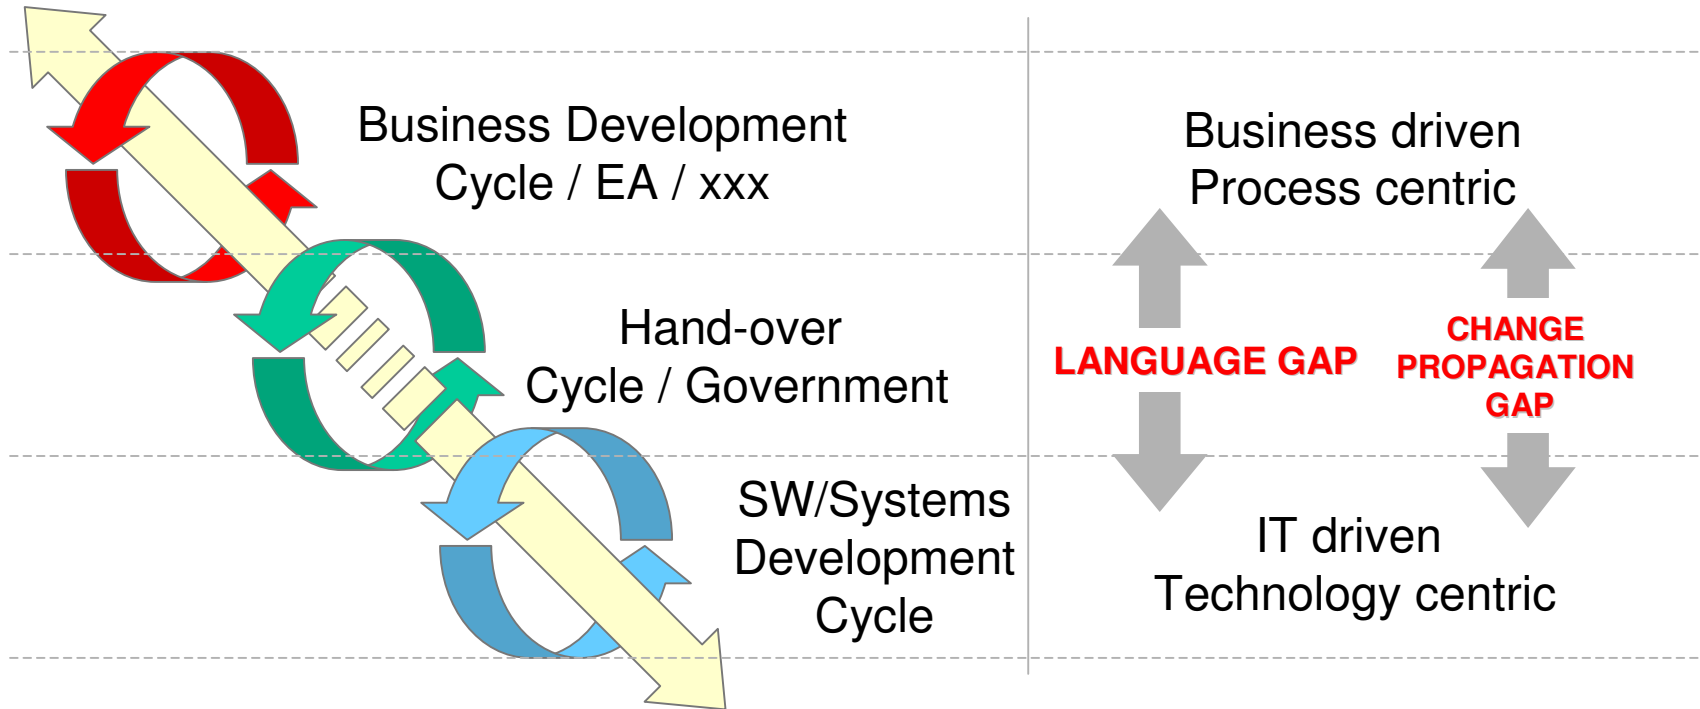 Business Development
Cycle / EA / xxx
Business driven
Process centric
Hand-over
Cycle / Government
LANGUAGE GAP
CHANGE
PROPAGATION
GAP
SW/Systems
Development
Cycle
IT driven
Technology centric